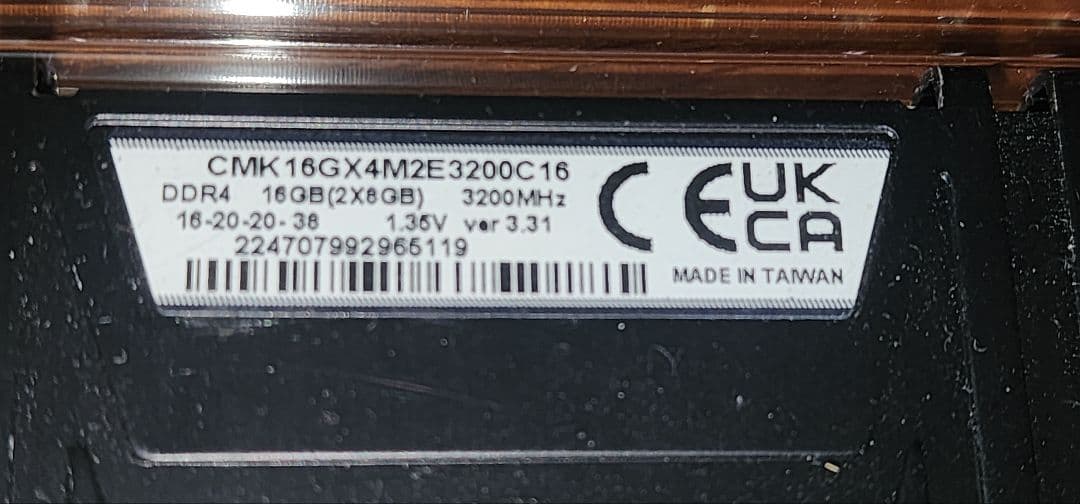 CMK16GX4M2E3200C16
DDR4 16GB(2X8GB) 3200MHz
16-20-20-38 1.35V ver 3.31
224707992965119
CE UK CA
MADE IN TAIWAN